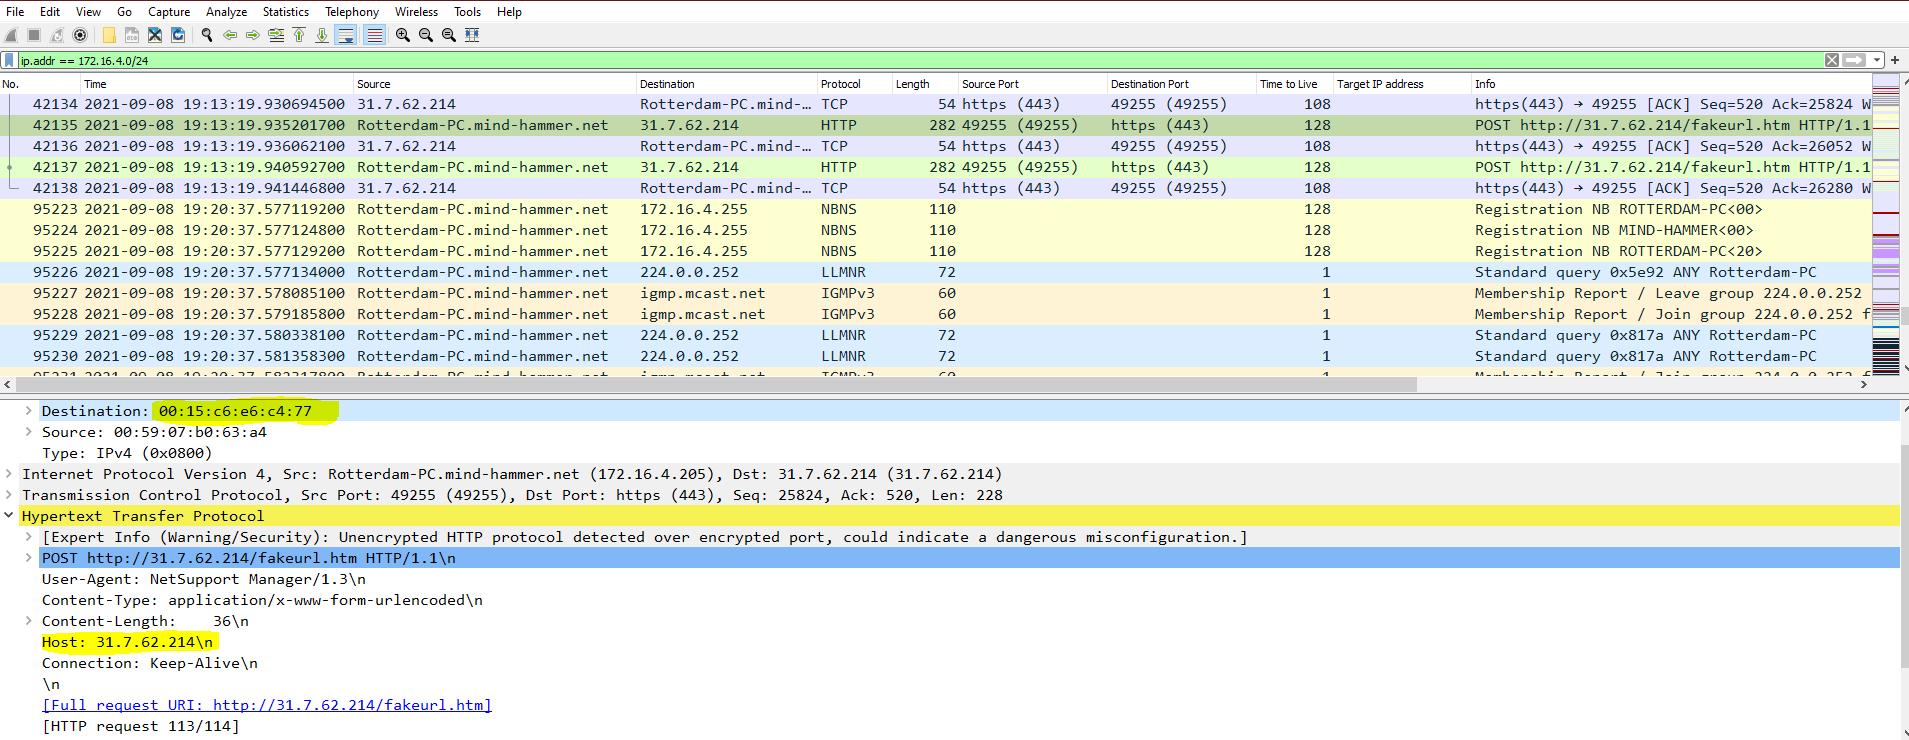 File Edit View Go Capture Analyze Statistics Telephony Wireless Tools Help
ip.addr == 172.16.4.0/24
No. Time Source Destination Protocol Length Source Port Destination Port Time to Live Target IP address Info
42134 2021-09-08 19:13:19.930694500 31.7.62.214 Rotterdam-PC.mind-… TCP 54 https (443) 49255 (49255) 108 https(443) → 49255 [ACK] Seq=520 Ack=25824 W
42135 2021-09-08 19:13:19.935201700 Rotterdam-PC.mind-hammer.net 31.7.62.214 HTTP 282 49255 (49255) https (443) 128 POST http://31.7.62.214/fakeurl.htm HTTP/1.1
42136 2021-09-08 19:13:19.936062100 31.7.62.214 Rotterdam-PC.mind-… TCP 54 https (443) 49255 (49255) 108 https(443) → 49255 [ACK] Seq=520 Ack=26052 W
42137 2021-09-08 19:13:19.940592700 Rotterdam-PC.mind-hammer.net 31.7.62.214 HTTP 282 49255 (49255) https (443) 128 POST http://31.7.62.214/fakeurl.htm HTTP/1.1
42138 2021-09-08 19:13:19.941446800 31.7.62.214 Rotterdam-PC.mind-… TCP 54 https (443) 49255 (49255) 108 https(443) → 49255 [ACK] Seq=520 Ack=26280 W
95223 2021-09-08 19:20:37.577119200 Rotterdam-PC.mind-hammer.net 172.16.4.255 NBNS 110 128 Registration NB ROTTERDAM-PC<00>
95224 2021-09-08 19:20:37.577124800 Rotterdam-PC.mind-hammer.net 172.16.4.255 NBNS 110 128 Registration NB MIND-HAMMER<00>
95225 2021-09-08 19:20:37.577129200 Rotterdam-PC.mind-hammer.net 172.16.4.255 NBNS 110 128 Registration NB ROTTERDAM-PC<20>
95226 2021-09-08 19:20:37.577134000 Rotterdam-PC.mind-hammer.net 224.0.0.252 LLMNR 72 1 Standard query 0x5e92 ANY Rotterdam-PC
95227 2021-09-08 19:20:37.578085100 Rotterdam-PC.mind-hammer.net igmp.mcast.net IGMPv3 60 1 Membership Report / Leave group 224.0.0.252
95228 2021-09-08 19:20:37.579185800 Rotterdam-PC.mind-hammer.net igmp.mcast.net IGMPv3 60 1 Membership Report / Join group 224.0.0.252 f
95229 2021-09-08 19:20:37.580338100 Rotterdam-PC.mind-hammer.net 224.0.0.252 LLMNR 72 1 Standard query 0x817a ANY Rotterdam-PC
95230 2021-09-08 19:20:37.581358300 Rotterdam-PC.mind-hammer.net 224.0.0.252 LLMNR 72 1 Standard query 0x817a ANY Rotterdam-PC
Destination: 00:15:c6:e6:c4:77
Source: 00:59:07:b0:63:a4
Type: IPv4 (0x0800)
Internet Protocol Version 4, Src: Rotterdam-PC.mind-hammer.net (172.16.4.205), Dst: 31.7.62.214 (31.7.62.214)
Transmission Control Protocol, Src Port: 49255 (49255), Dst Port: https (443), Seq: 25824, Ack: 520, Len: 228
Hypertext Transfer Protocol
[Expert Info (Warning/Security): Unencrypted HTTP protocol detected over encrypted port, could indicate a dangerous misconfiguration.]
POST http://31.7.62.214/fakeurl.htm HTTP/1.1\n
User-Agent: NetSupport Manager/1.3\n
Content-Type: application/x-www-form-urlencoded\n
Content-Length: 36\n
Host: 31.7.62.214\n
Connection: Keep-Alive\n
\n
[Full request URI: http://31.7.62.214/fakeurl.htm]
[HTTP request 113/114]